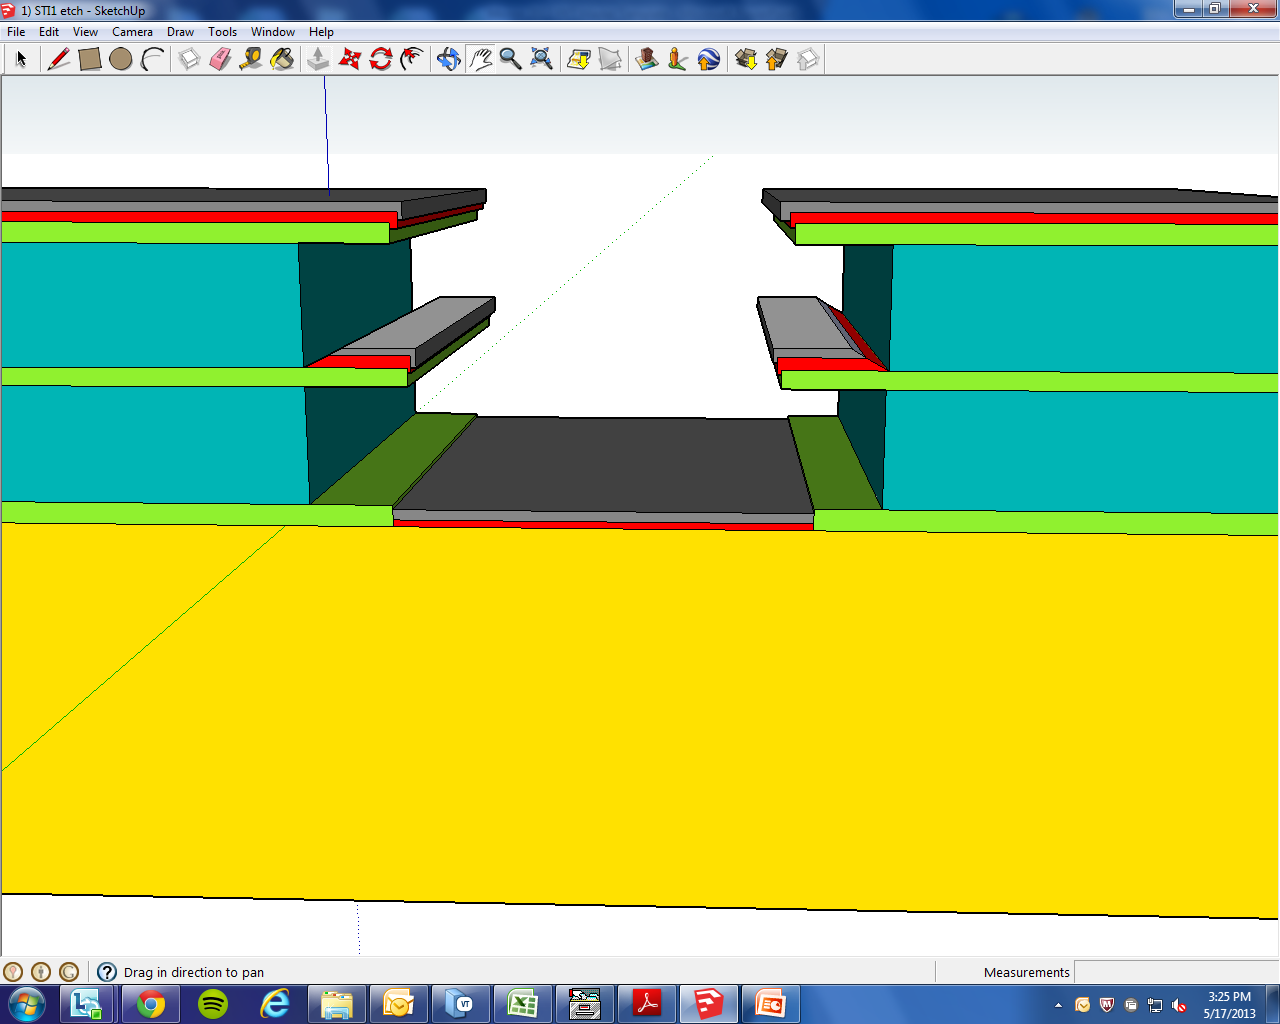 1) STI1 etch - SketchUp
File Edit View Camera Draw Tools Window Help
Drag in direction to pan
Measurements
VT
3:25 PM
5/17/2013